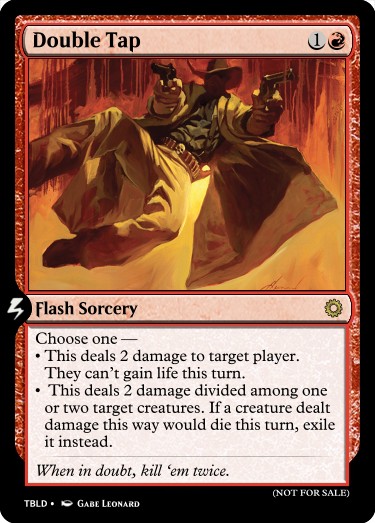 Double Tap 1
Flash Sorcery
Choose one —
• This deals 2 damage to target player.
They can't gain life this turn.
• This deals 2 damage divided among one
or two target creatures. If a creature dealt
damage this way would die this turn, exile
it instead.
When in doubt, kill 'em twice.
(NOT FOR SALE)
TBLD • Gabe Leonard